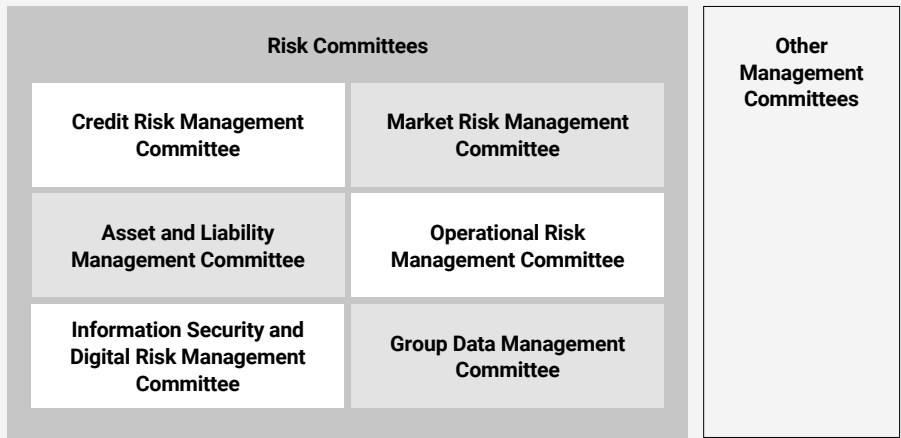 Risk Committees
Credit Risk Management
Committee
Market Risk Management
Committee
Asset and Liability
Management Committee
Operational Risk
Management Committee
Information Security and
Digital Risk Management
Committee
Group Data Management
Committee
Other
Management
Committees